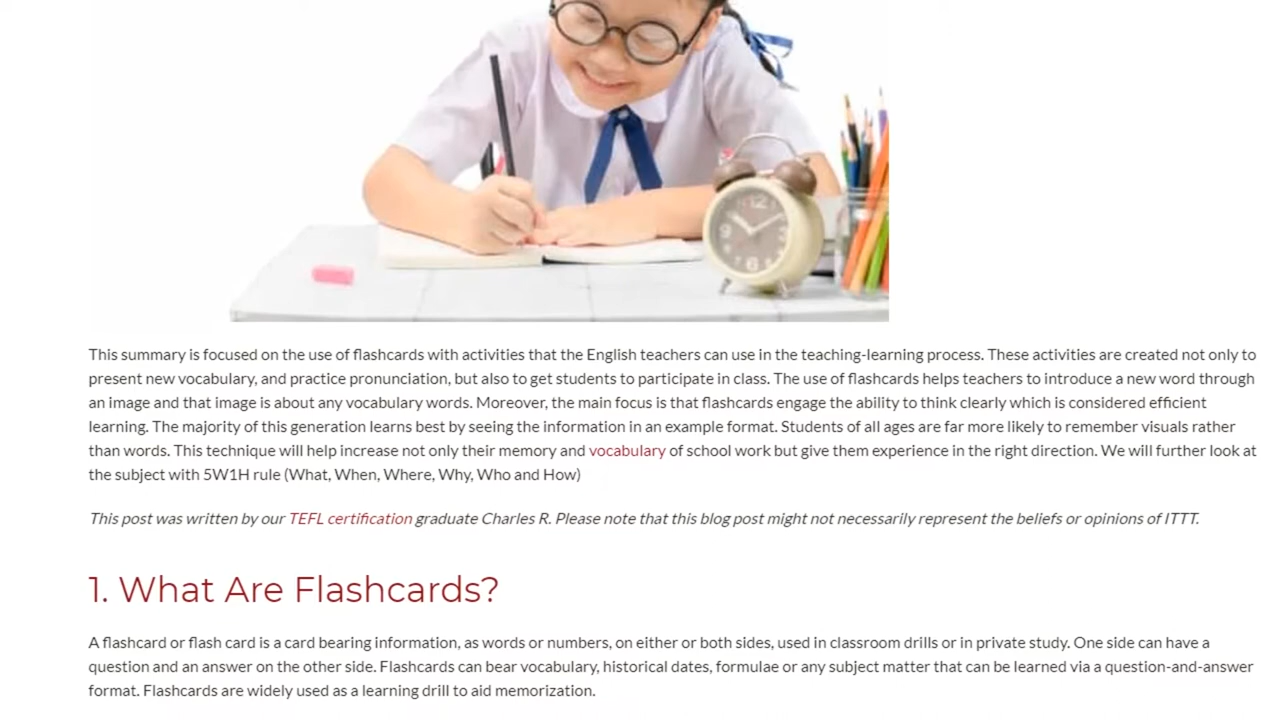 12
9
6
This summary is focused on the use of flashcards with activities that the English teachers can use in the teaching-learning process. These activities are created not only to
present new vocabulary, and practice pronunciation, but also to get students to participate in class. The use of flashcards helps teachers to introduce a new word through
an image and that image is about any vocabulary words. Moreover, the main focus is that flashcards engage the ability to think clearly which is considered efficient
learning. The majority of this generation learns best by seeing the information in an example format. Students of all ages are far more likely to remember visuals rather
than words. This technique will help increase not only their memory and vocabulary of school work but give them experience in the right direction. We will further look at
the subject with 5W1H rule (What, When, Where, Why, Who and How)
This post was written by our TEFL certification graduate Charles R. Please note that this blog post might not necessarily represent the beliefs or opinions of ITTT.
1. What Are Flashcards?
A flashcard or flash card is a card bearing information, as words or numbers, on either or both sides, used in classroom drills or in private study. One side can have a
question and an answer on the other side. Flashcards can bear vocabulary, historical dates, formulae or any subject matter that can be learned via a question-and-answer
format. Flashcards are widely used as a learning drill to aid memorization.